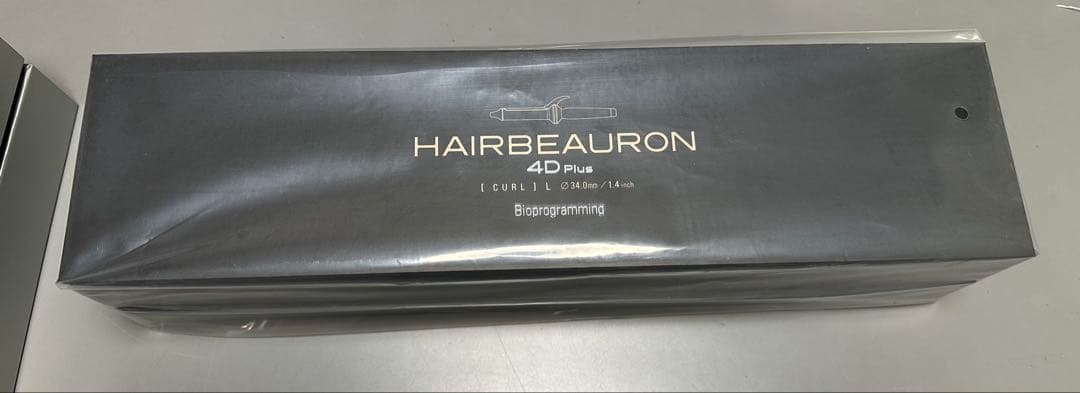 HAIRBEAURON
4D Plus
[ CURL ] L ∅34.0mm / 1.4inch
Bioprogramming